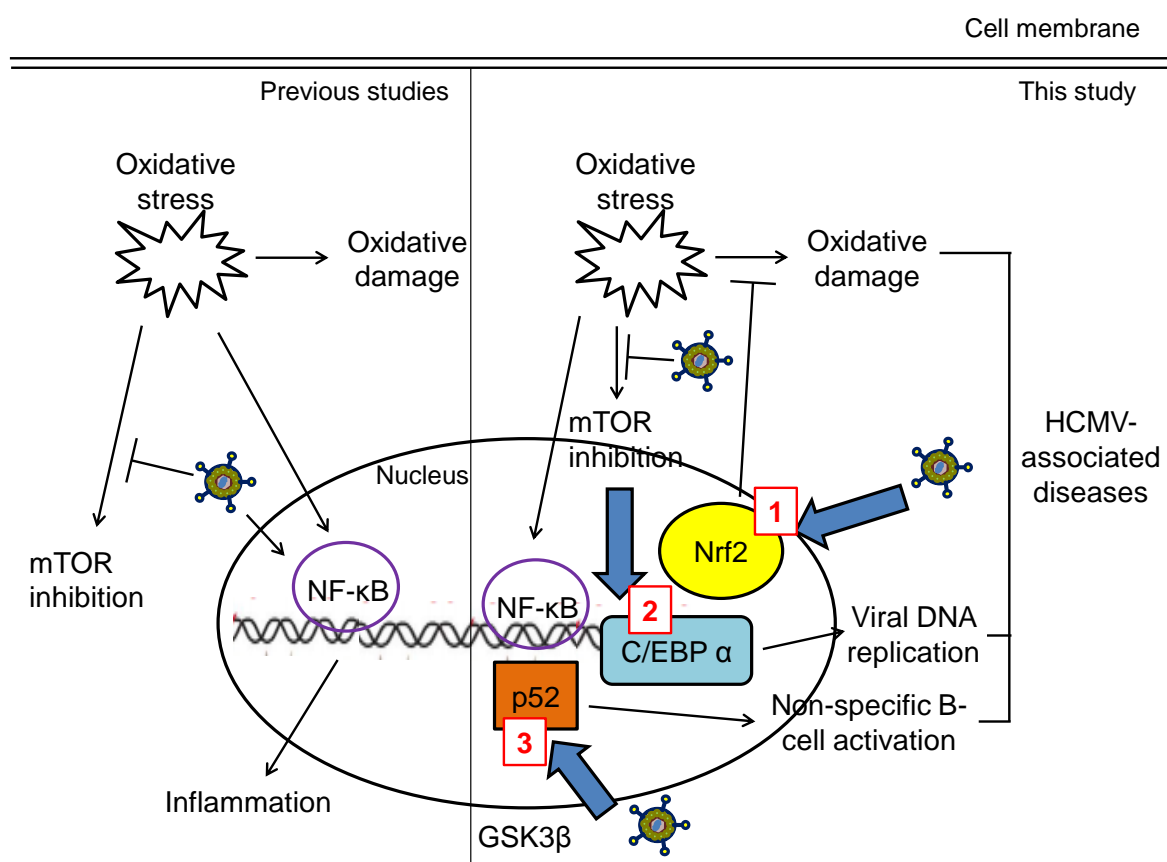 Cell membrane
Previous studies
This study
Oxidative
stress
Oxidative
damage
mTOR
inhibition
Nucleus
NF-κB
Inflammation
Oxidative
stress
Oxidative
damage
mTOR
inhibition
HCMV-
associated
diseases
1
Nrf2
2
NF-κB
C/EBP α
Viral DNA
replication
p52
3
Non-specific B-
cell activation
GSK3β